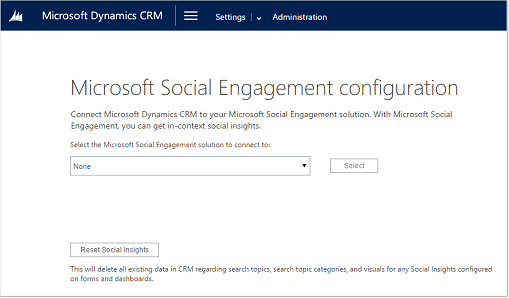 Microsoft Dynamics CRM Settings Administration
Microsoft Social Engagement configuration
Connect Microsoft Dynamics CRM to your Microsoft Social Engagement solution. With Microsoft Social
Engagement, you can get in-context social insights.
Select the Microsoft Social Engagement solution to connect to:
None Select
Reset Social Insights
This will delete all existing data in CRM regarding search topics, search topic categories, and visuals for any Social Insights configured
on forms and dashboards.